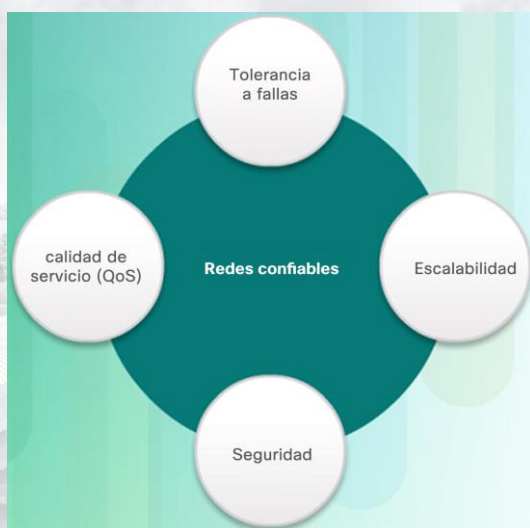 Tolerancia
a fallas
calidad de
servicio (QoS)
Redes confiables
Escalabilidad
Seguridad